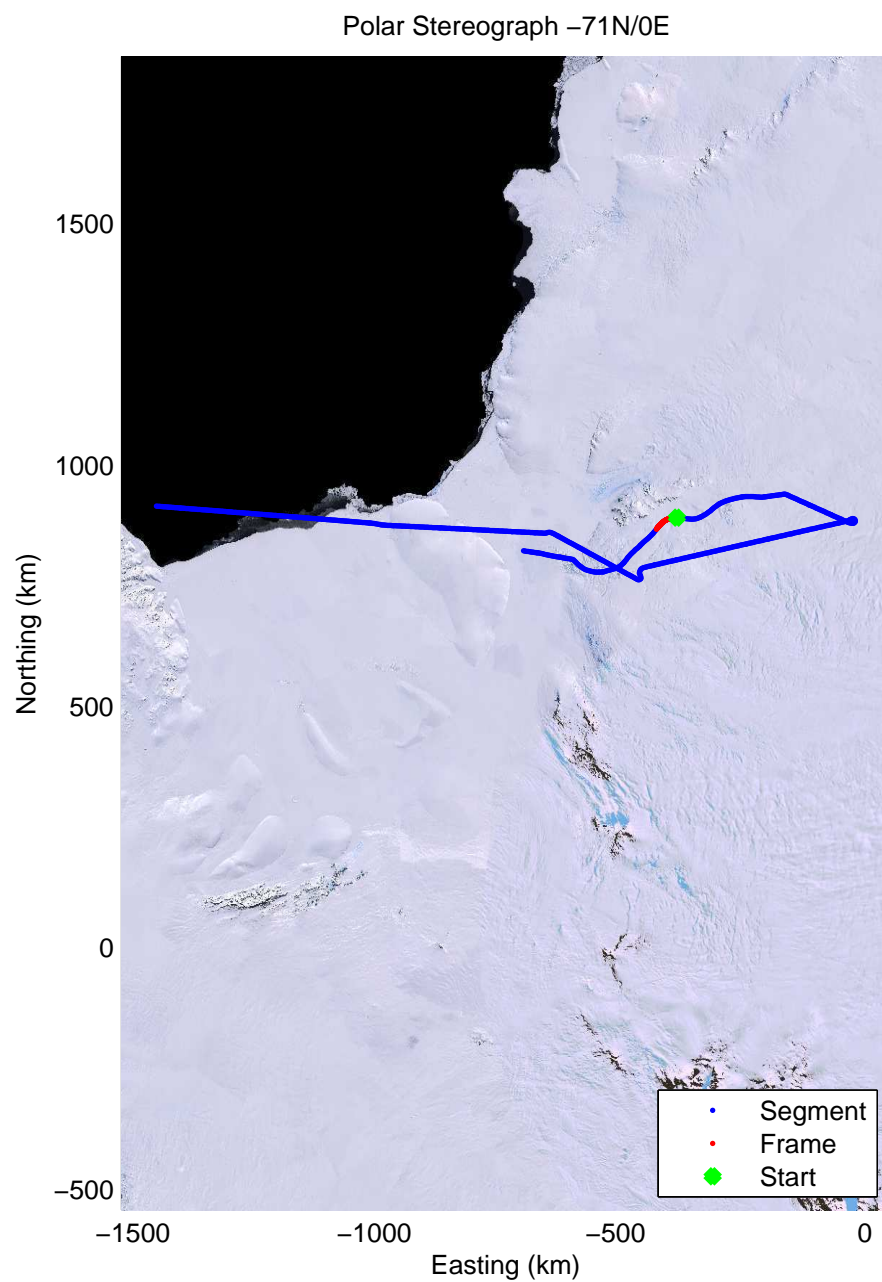 Polar Stereograph −71N/0E
1500
1000
500
0
−500
Northing (km)
−1500
−1000
−500
0
Easting (km)
Segment
Frame
Start